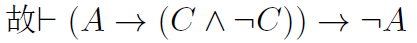 故⊢ (A → (C ∧ ¬C)) → ¬A